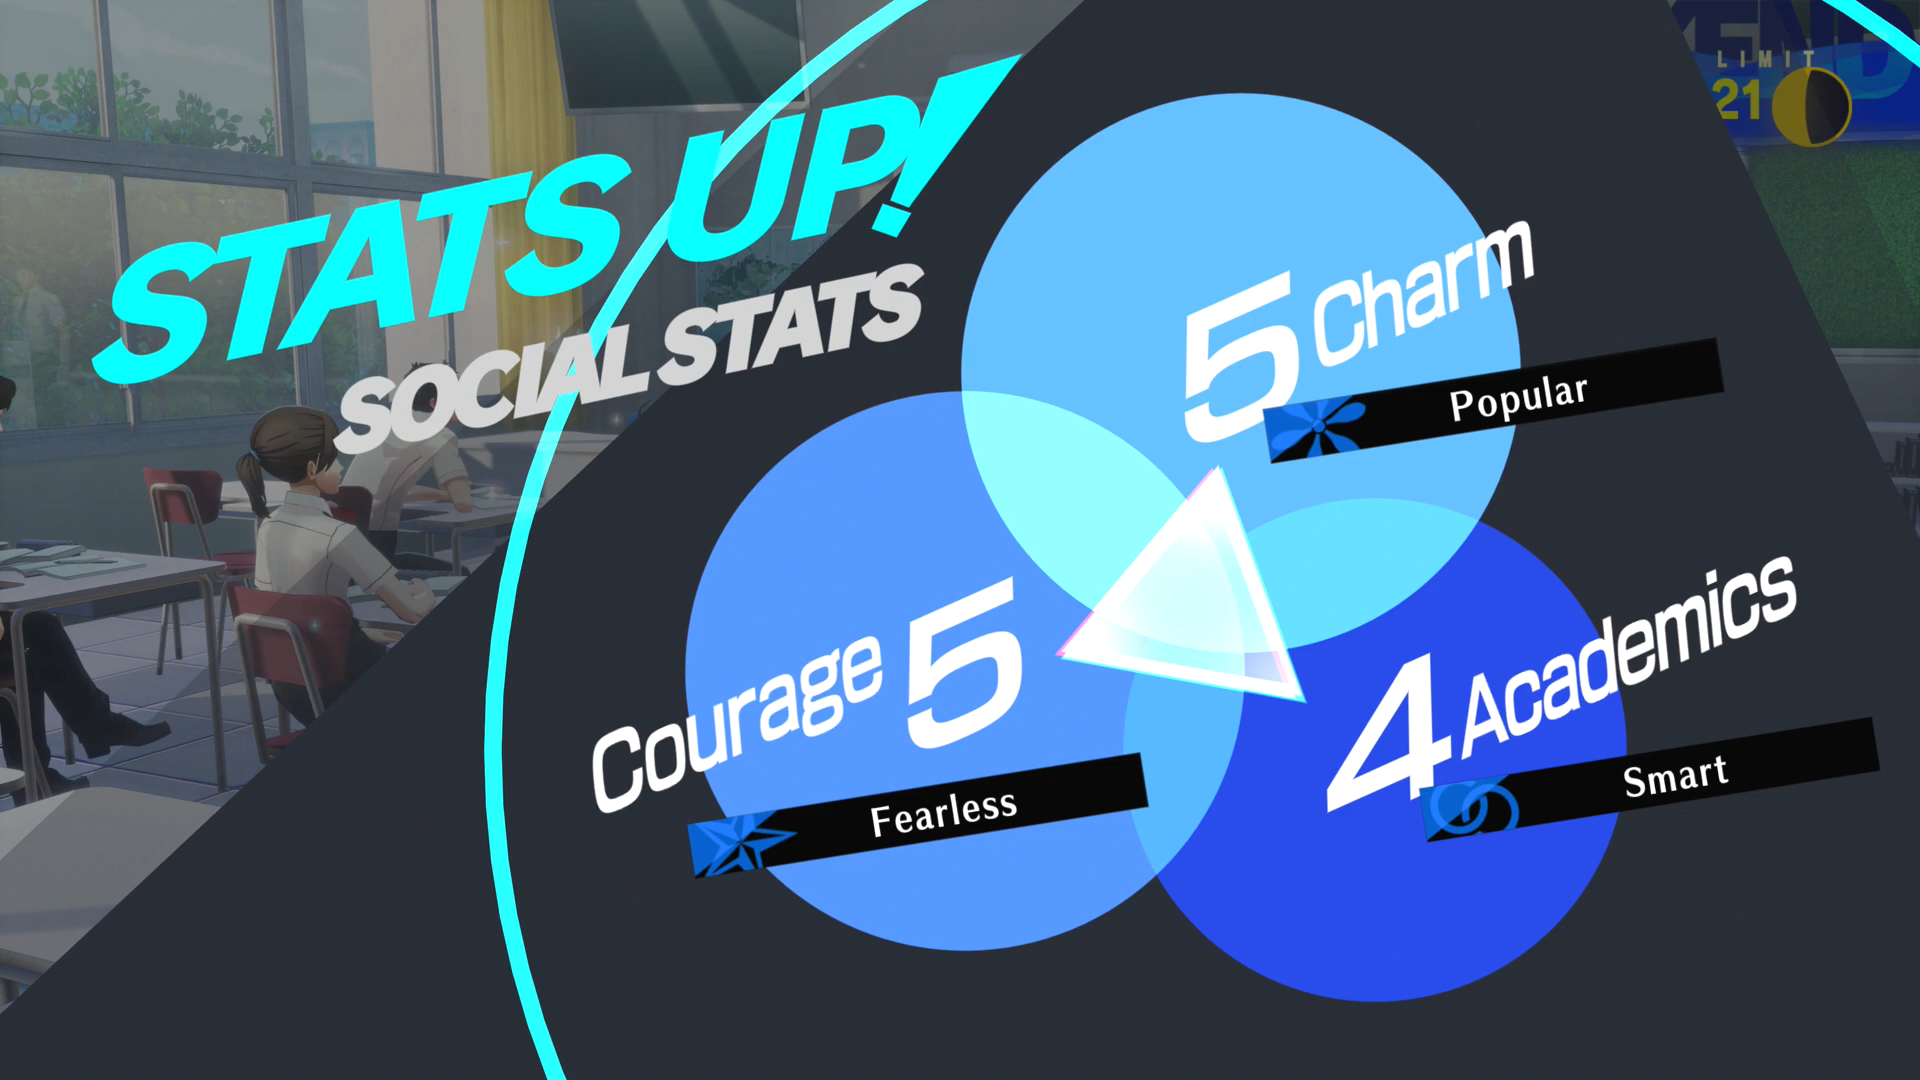 STATS UP!
SOCIAL STATS
LIMIT
21
5 Charm
Popular
Courage 5
Fearless
4 Academics
Smart